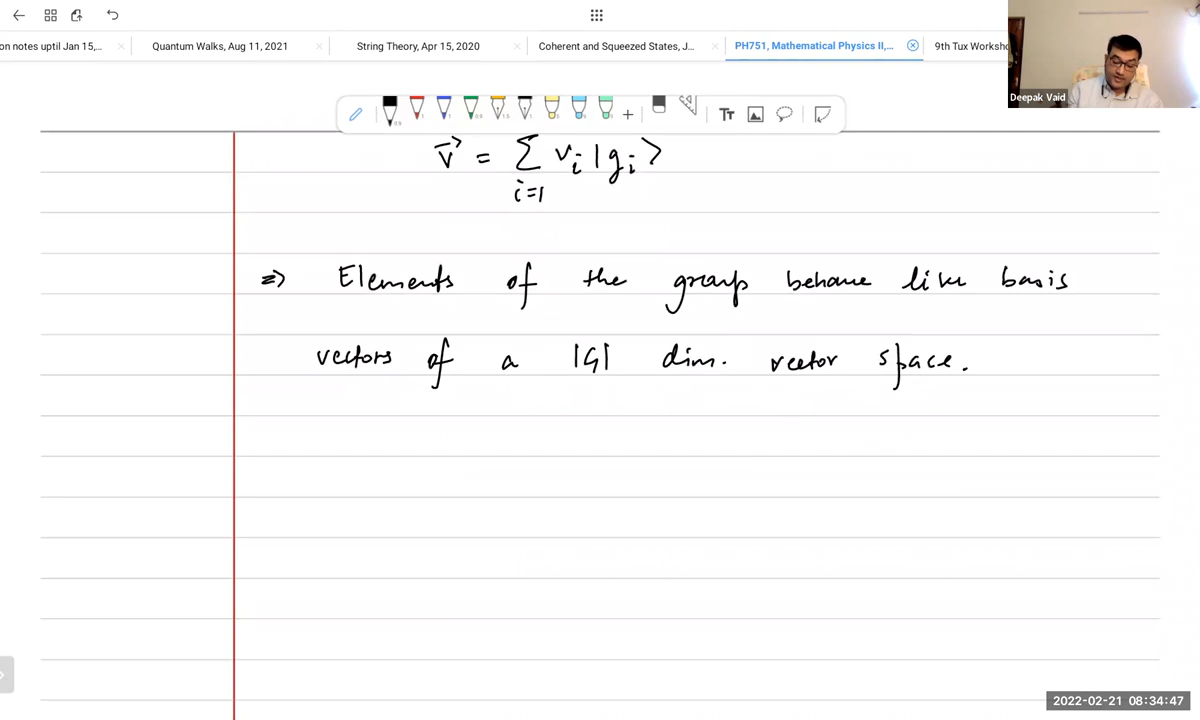 on notes uptil Jan 15,...
Quantum Walks, Aug 11, 2021
String Theory, Apr 15, 2020
Coherent and Squeezed States, J...
PH751, Mathematical Physics II,...
9th Tux Worksho
Deepak Vaid
Tт
v⃗ = Σ vᵢ |gᵢ⟩
i=1
⇒ Elements of the group behave like basis
vectors of a |G| dim. vector space.
2022-02-21 08:34:47